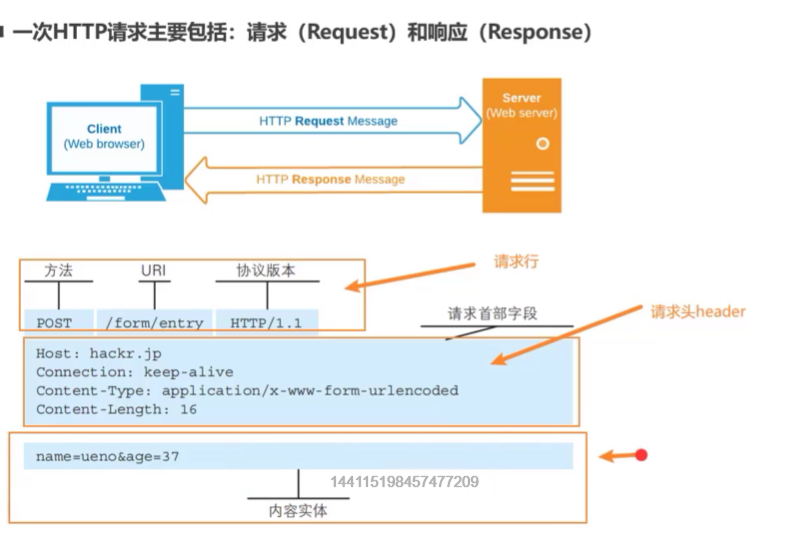 一次HTTP请求主要包括：请求（Request）和响应（Response）
Client
(Web browser)
HTTP Request Message
HTTP Response Message
Server
(Web server)
方法
URI
协议版本
请求行
POST
/form/entry
HTTP/1.1
请求首部字段
请求头header
Host: hackr.jp
Connection: keep-alive
Content-Type: application/x-www-form-urlencoded
Content-Length: 16
name=ueno&age=37
144115198457477209
内容实体